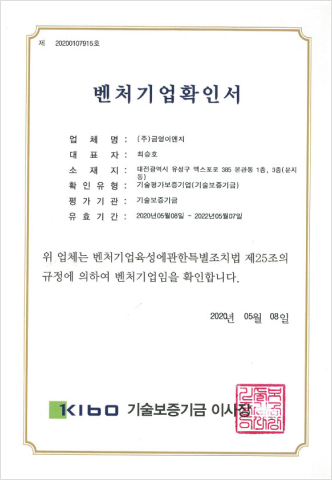 제 20200107915호
벤처기업확인서
업 체 명 : (주)금영이엔지
대 표 자 : 최승호
소 재 지 : 대전광역시 유성구 엑스포로 385 본관동 1층, 3층(문지
동)
확 인 유 형 : 기술평가보증기업(기술보증기금)
평 가 기 관 : 기술보증기금
유 효 기 간 : 2020년05월08일 ~ 2022년05월07일
위 업체는 벤처기업육성에관한특별조치법 제25조의
규정에 의하여 벤처기업임을 확인합니다.
2020년 05월 08일
KIBO 기술보증기금 이사장